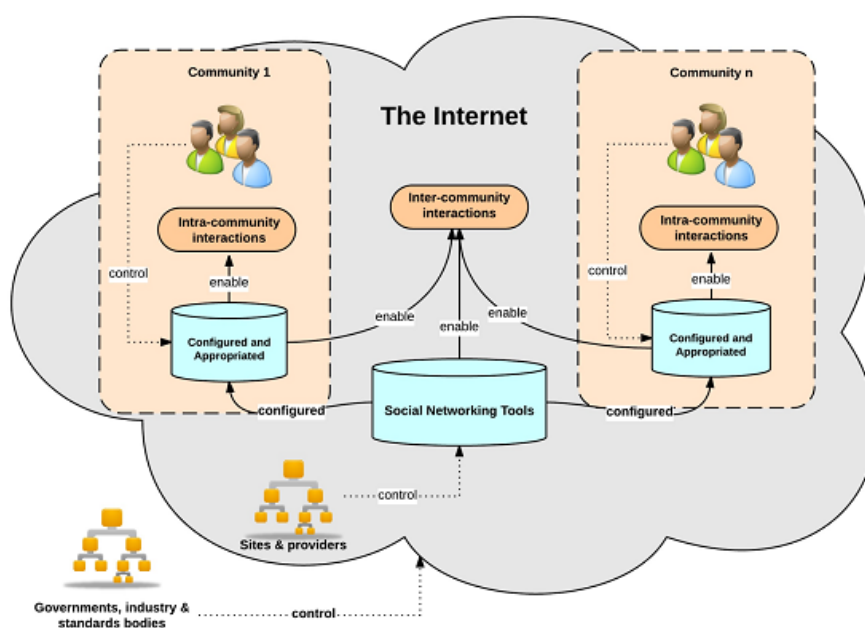 Community 1
Community n
The Internet
Inter-community
interactions
Intra-community
interactions
Intra-community
interactions
control
control
enable
enable
enable
enable
enable
Configured and
Appropriated
Configured and
Appropriated
configured
Social Networking Tools
configured
control
Sites & providers
Governments, industry &
standards bodies
control